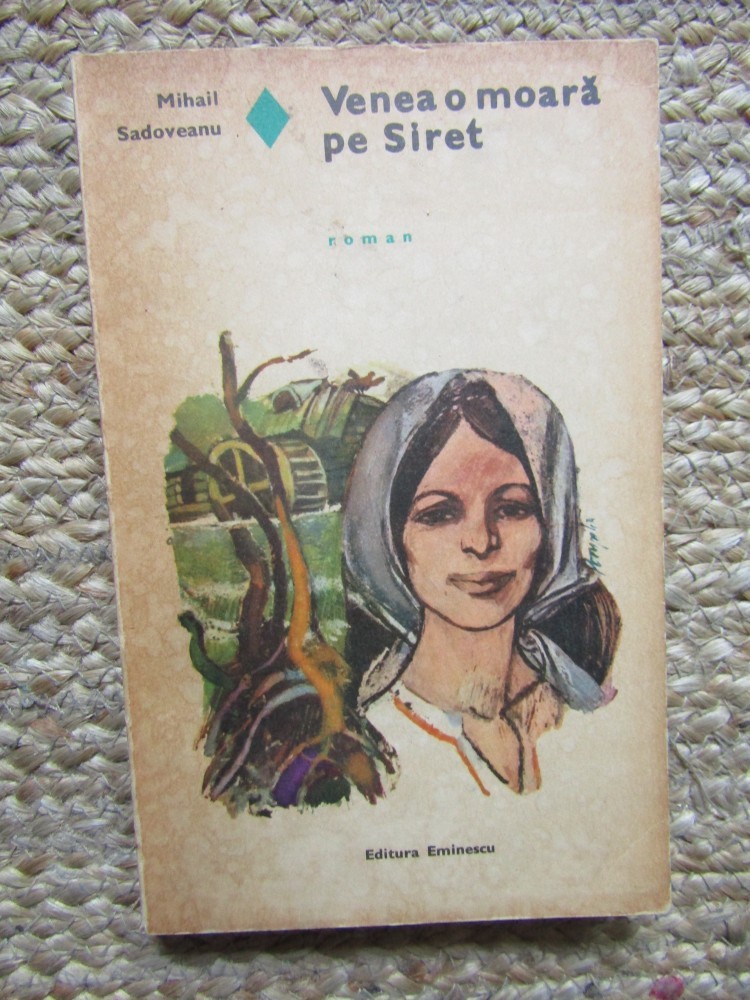 Mihail
Sadoveanu
Venea o moară
pe Siret
roman
Editura Eminescu